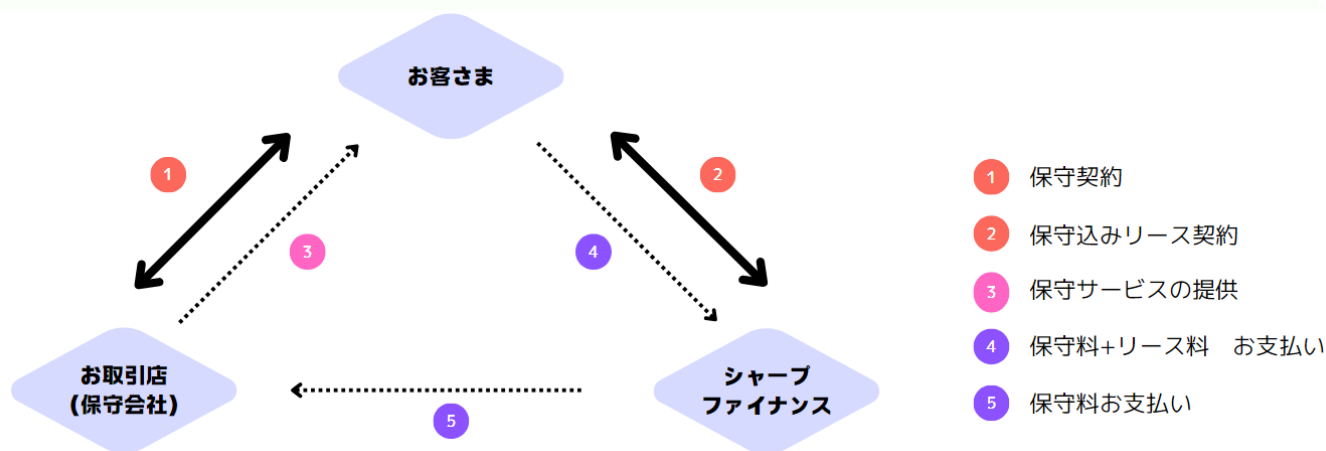 お客さま
1
2
3
4
お取引店
(保守会社)
シャープ
ファイナンス
5
1 保守契約
2 保守込みリース契約
3 保守サービスの提供
4 保守料+リース料　お支払い
5 保守料お支払い